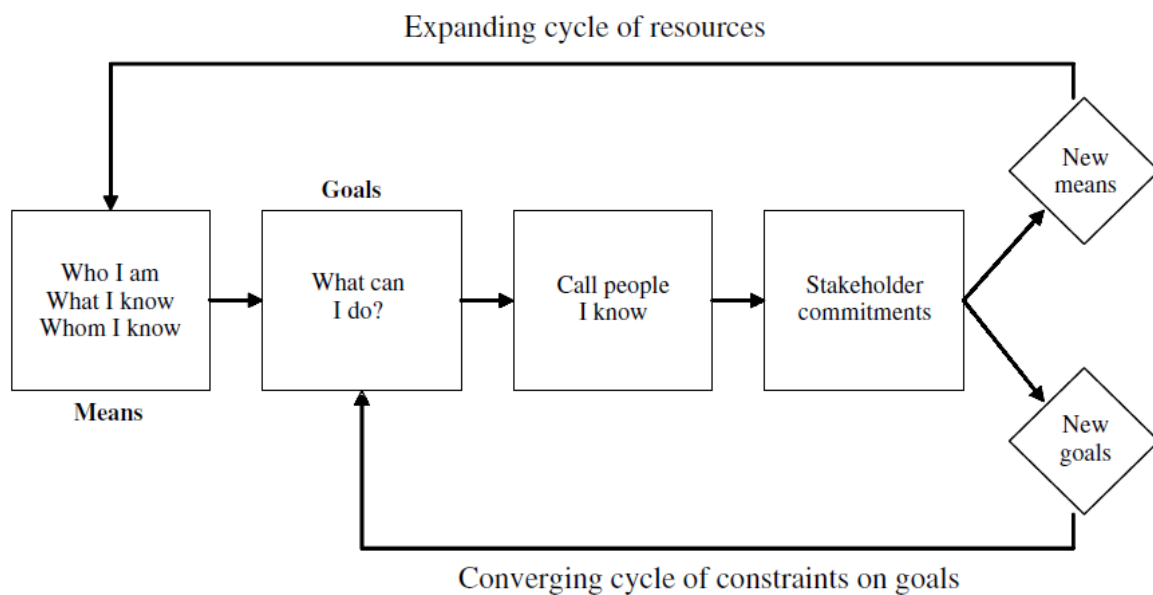 Expanding cycle of resources
New
means
Goals
Who I am
What I know
Whom I know
What can
I do?
Call people
I know
Stakeholder
commitments
Means
New
goals
Converging cycle of constraints on goals